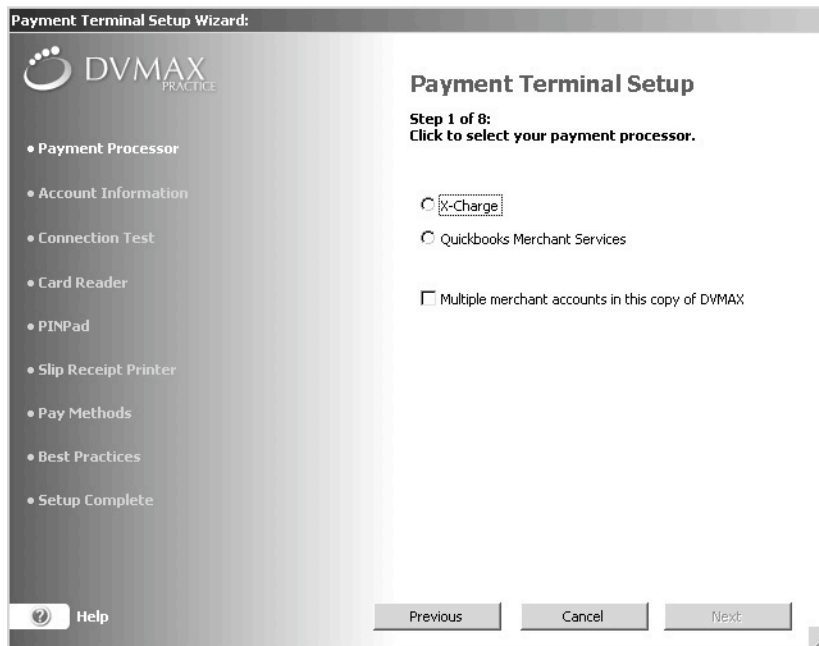 Payment Terminal Setup Wizard:
DVMAX
PRACTICE
• Payment Processor
• Account Information
• Connection Test
• Card Reader
• PINPad
• Slip Receipt Printer
• Pay Methods
• Best Practices
• Setup Complete
? Help
Payment Terminal Setup
Step 1 of 8:
Click to select your payment processor.
X-Charge
Quickbooks Merchant Services
Multiple merchant accounts in this copy of DVMAX
Previous
Cancel
Next